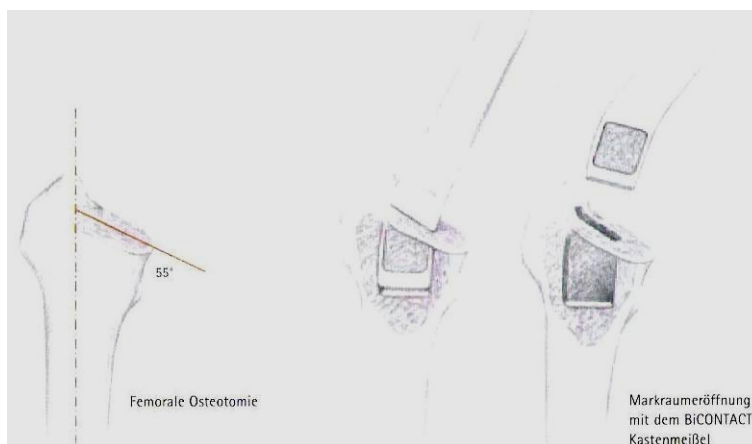 55°
Femorale Osteotomie
Markraumeröffnung
mit dem BiCONTACT
Kastenmeißel